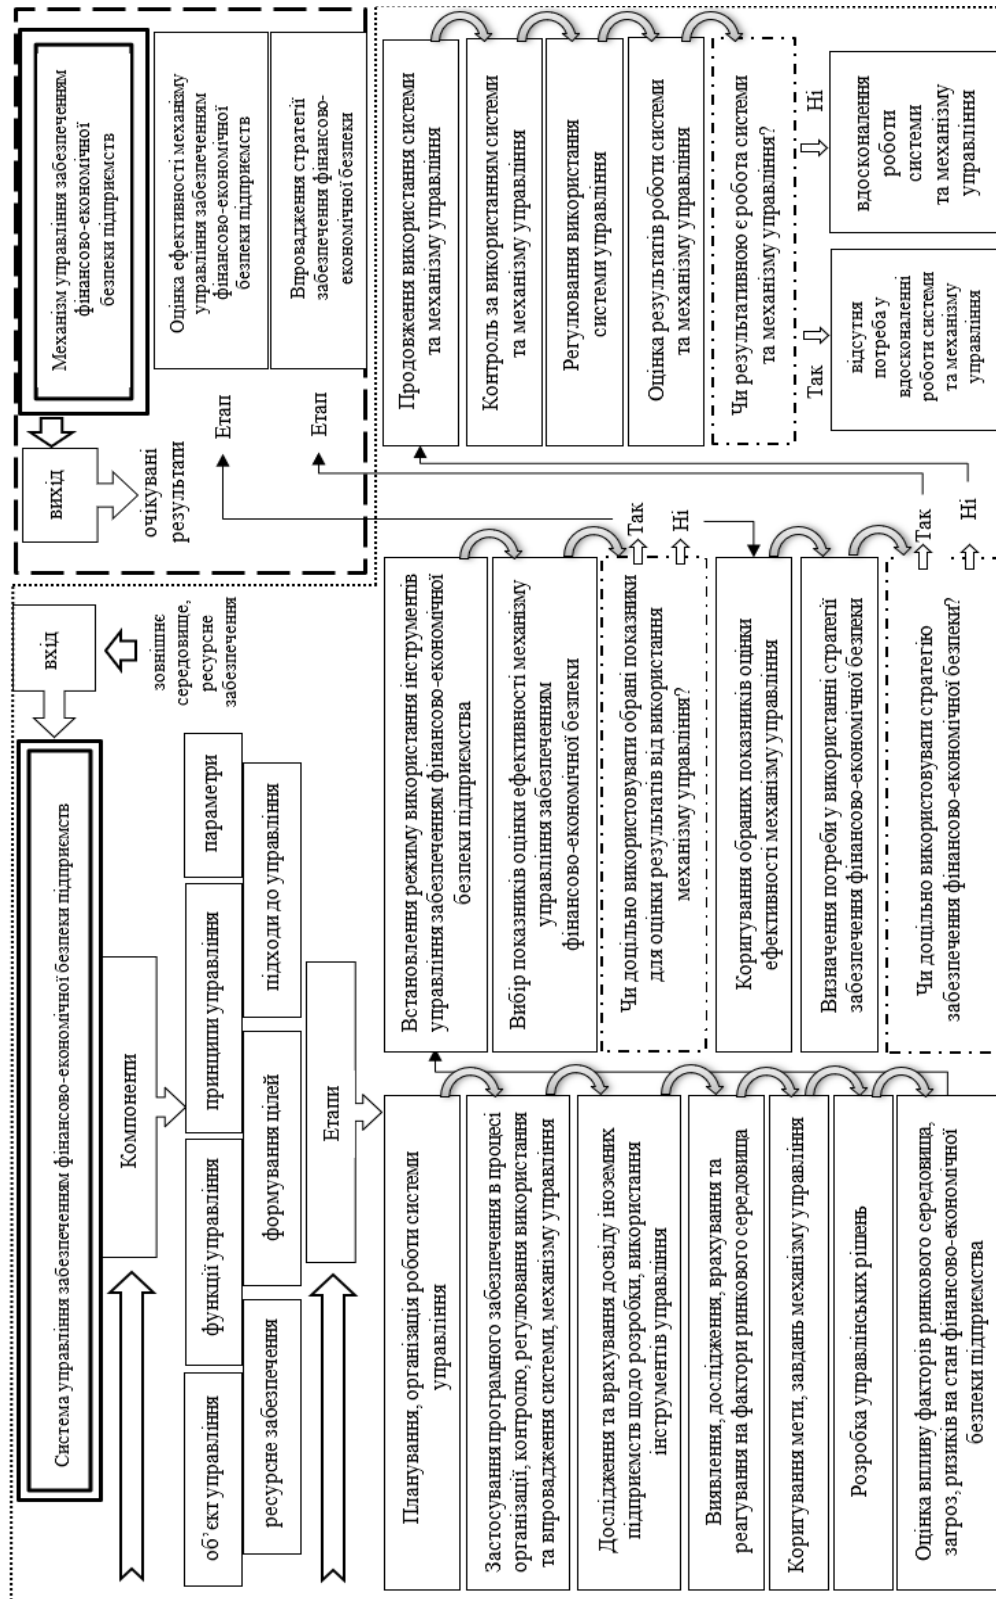 Система управління забезпеченням фінансово-економічної безпеки підприємств
вхід
зовнішнє
середовище,
ресурсне
забезпечення
Компоненти
об’єкт управління
функції управління
принципи управління
параметри
ресурсне забезпечення
формування цілей
підходи до управління
Етапи
Механізм управління забезпеченням
фінансово-економічної
безпеки підприємств
вихід
очікувані
результати
Оцінка ефективності механізму
управління забезпеченням
фінансово-економічної
безпеки підприємств
Етап
Впровадження стратегії
забезпечення фінансово-
економічної безпеки
Етап
Планування, організація роботи системи
управління
Застосування програмного забезпечення в процесі
організації, контролю, регулювання використання
та впровадження системи, механізму управління
Дослідження та врахування досвіду іноземних
підприємств щодо розробки, використання
інструментів управління
Виявлення, дослідження, врахування та
реагування на фактори ринкового середовища
Коригування мети, завдань механізму управління
Розробка управлінських рішень
Оцінка впливу факторів ринкового середовища,
загроз, ризиків на стан фінансово-економічної
безпеки підприємства
Встановлення режиму використання інструментів
управління забезпеченням фінансово-економічної
безпеки підприємства
Вибір показників оцінки ефективності механізму
управління забезпеченням
фінансово-економічної безпеки
Чи доцільно використовувати обрані показники
для оцінки результатів від використання
механізму управління?
Так
Ні
Коригування обраних показників оцінки
ефективності механізму управління
Визначення потреби у використанні стратегії
забезпечення фінансово-економічної безпеки
Чи доцільно використовувати стратегію
забезпечення фінансово-економічної безпеки?
Так
Ні
Продовження використання системи
та механізму управління
Контроль за використанням системи
та механізму управління
Регулювання використання
системи управління
Оцінка результатів роботи системи
та механізму управління
Чи результативною є робота системи
та механізму управління?
Так
Ні
відсутня
потреба у
вдосконаленні
роботи системи
та механізму
управління
вдосконалення
роботи
системи
та механізму
управління